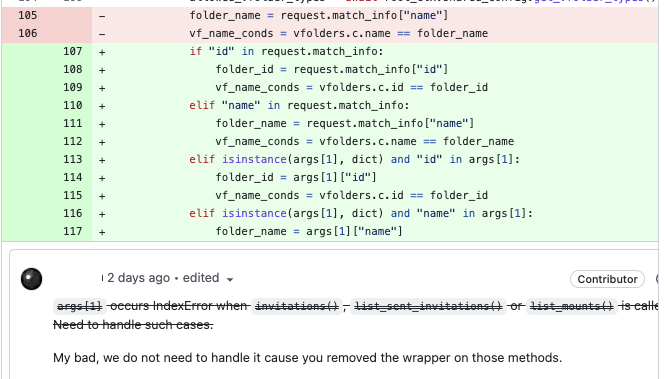 105 − folder_name = request.match_info["name"]
106 − vf_name_conds = vfolders.c.name == folder_name
107 + if "id" in request.match_info:
108 + folder_id = request.match_info["id"]
109 + vf_name_conds = vfolders.c.id == folder_id
110 + elif "name" in request.match_info:
111 + folder_name = request.match_info["name"]
112 + vf_name_conds = vfolders.c.name == folder_name
113 + elif isinstance(args[1], dict) and "id" in args[1]:
114 + folder_id = args[1]["id"]
115 + vf_name_conds = vfolders.c.id == folder_id
116 + elif isinstance(args[1], dict) and "name" in args[1]:
117 + folder_name = args[1]["name"]
2 days ago • edited Contributor
args[1] occurs IndexError when invitations(), list_sent_invitations() or list_mounts() is
Need to handle such cases.
My bad, we do not need to handle it cause you removed the wrapper on those methods.